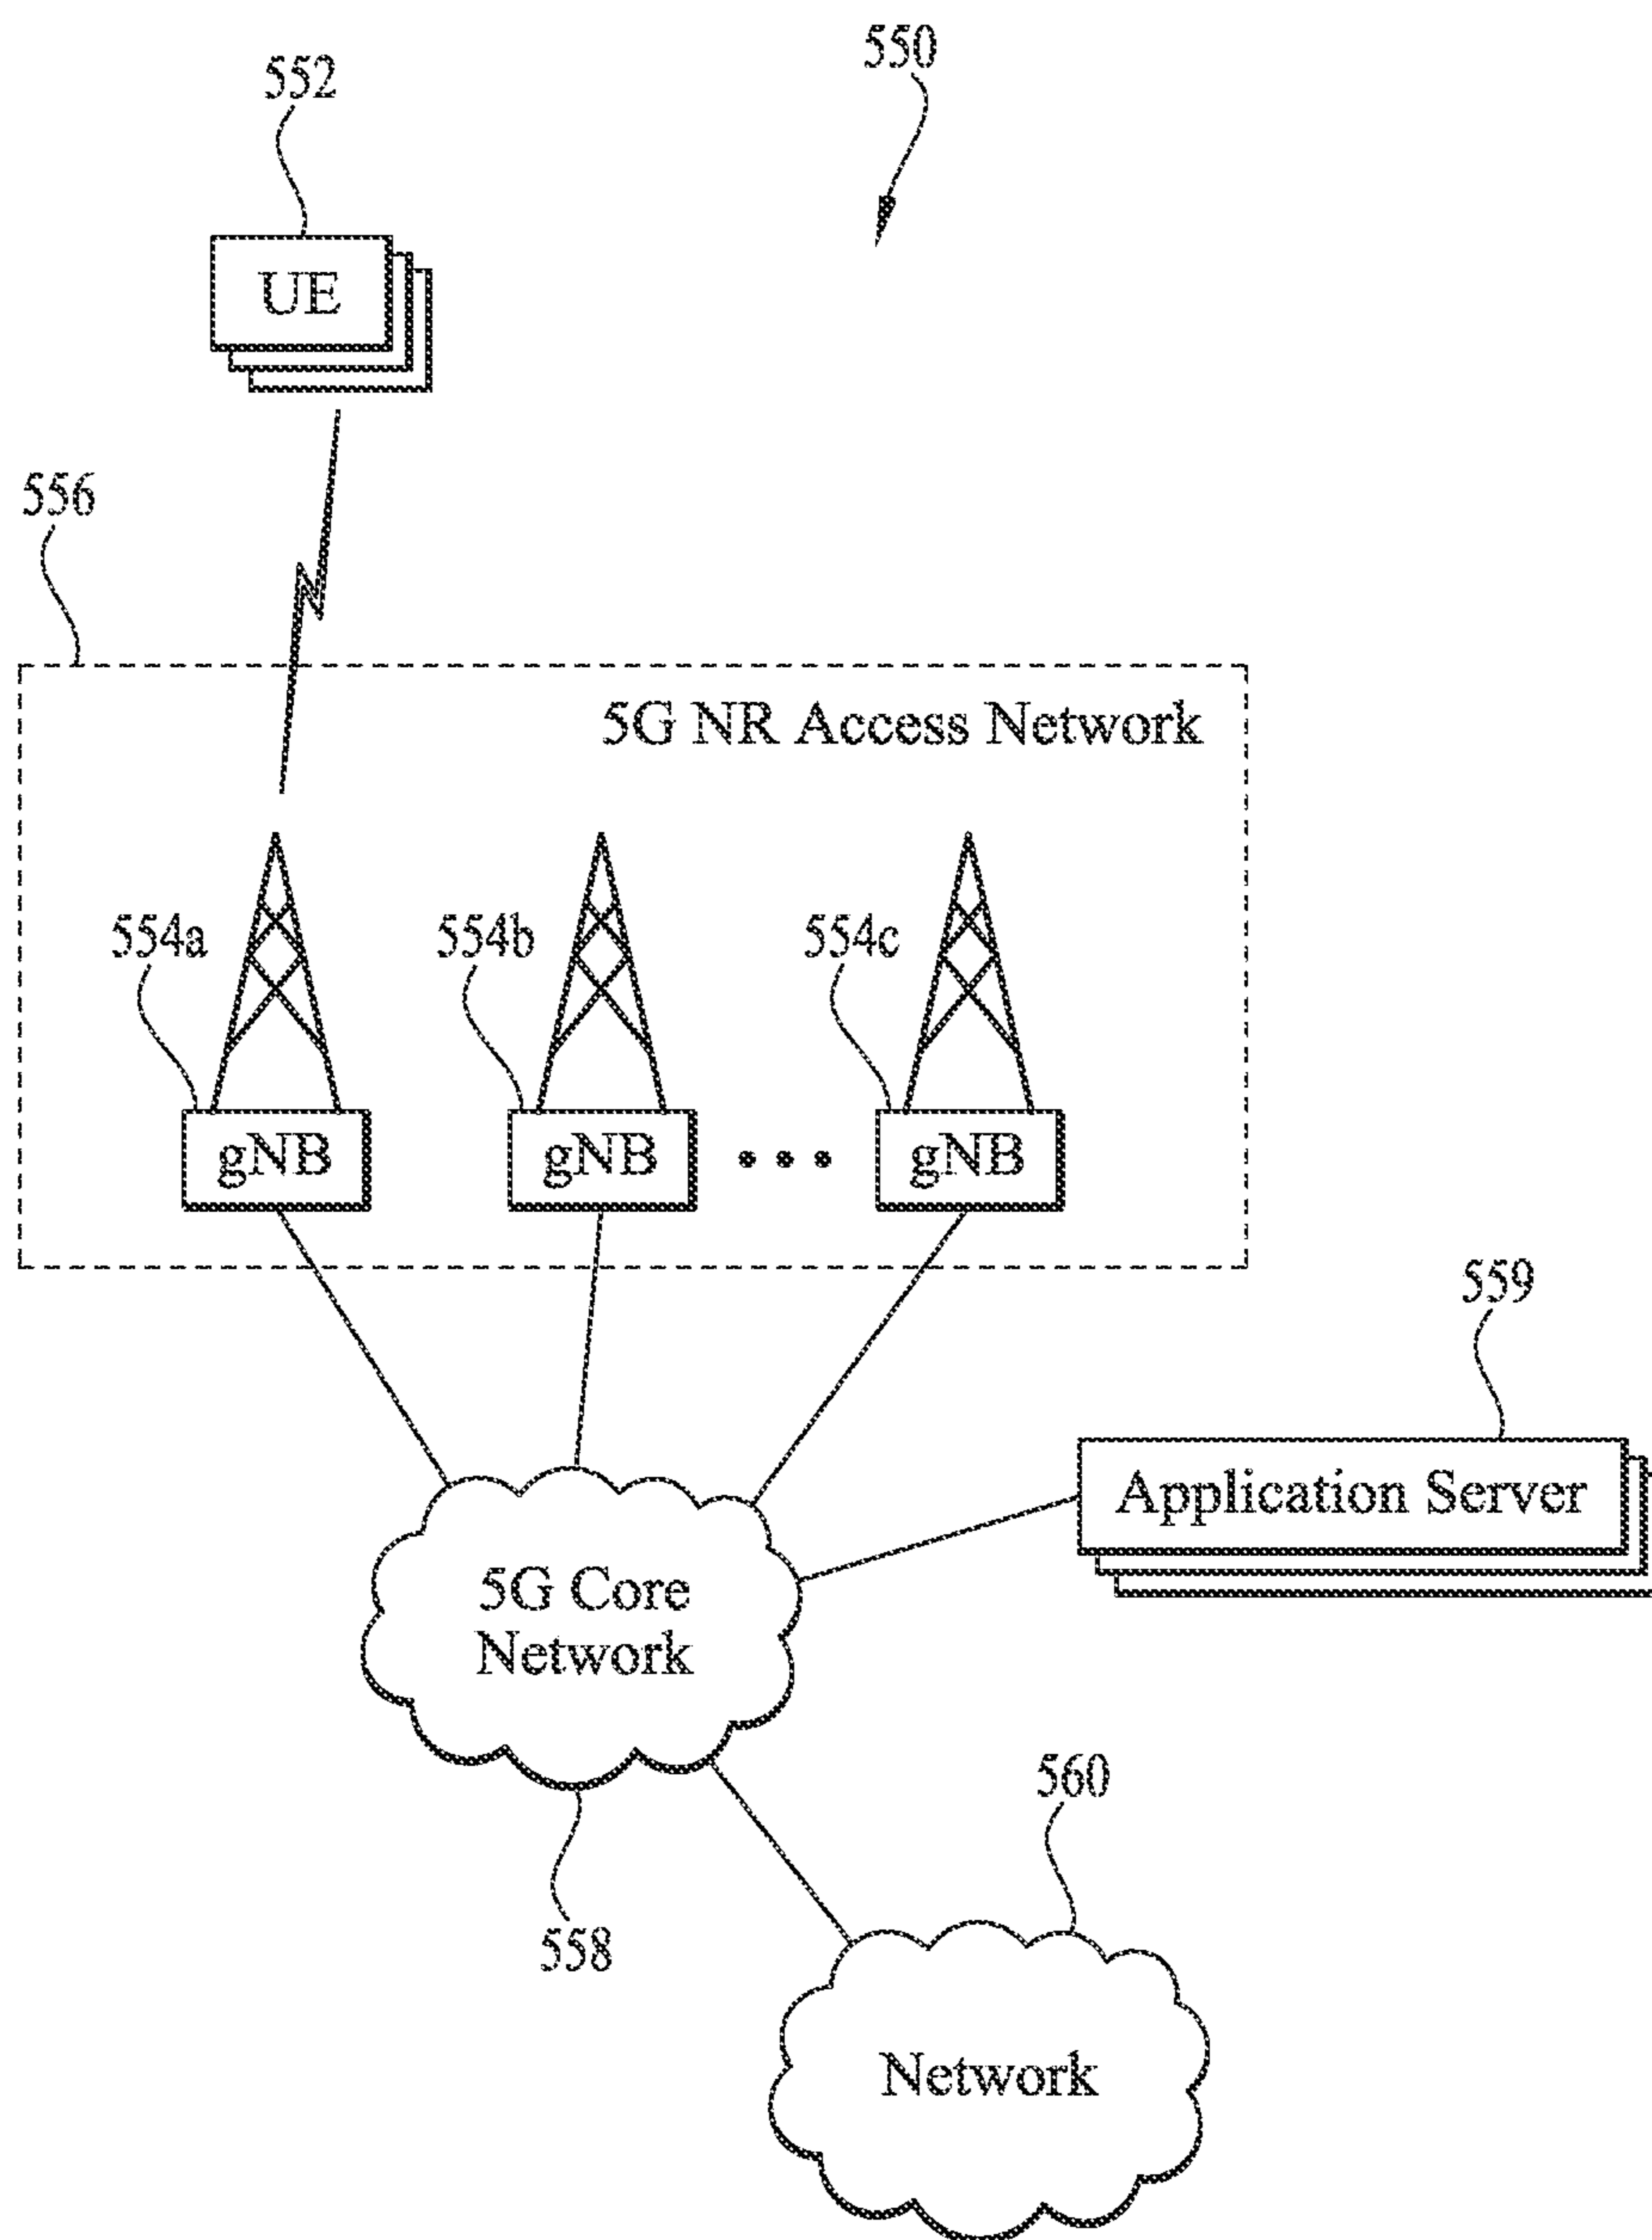 550
552
UE
556
5G NR Access Network
554a
554b
554c
gNB
gNB
gNB
559
Application Server
5G Core
Network
560
558
Network